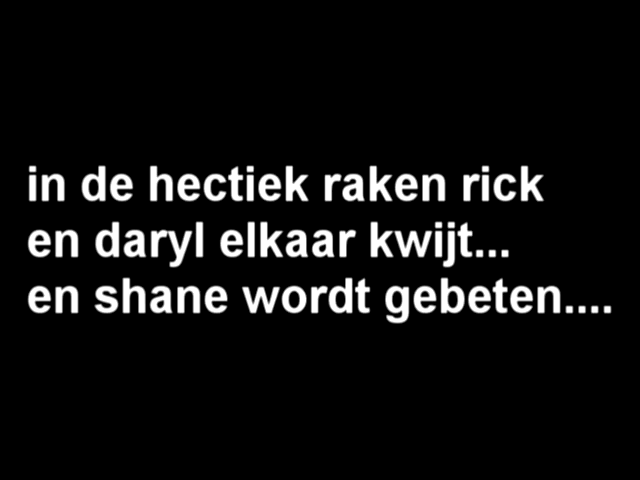 in de hectiek raken rick
en daryl elkaar kwijt...
en shane wordt gebeten....